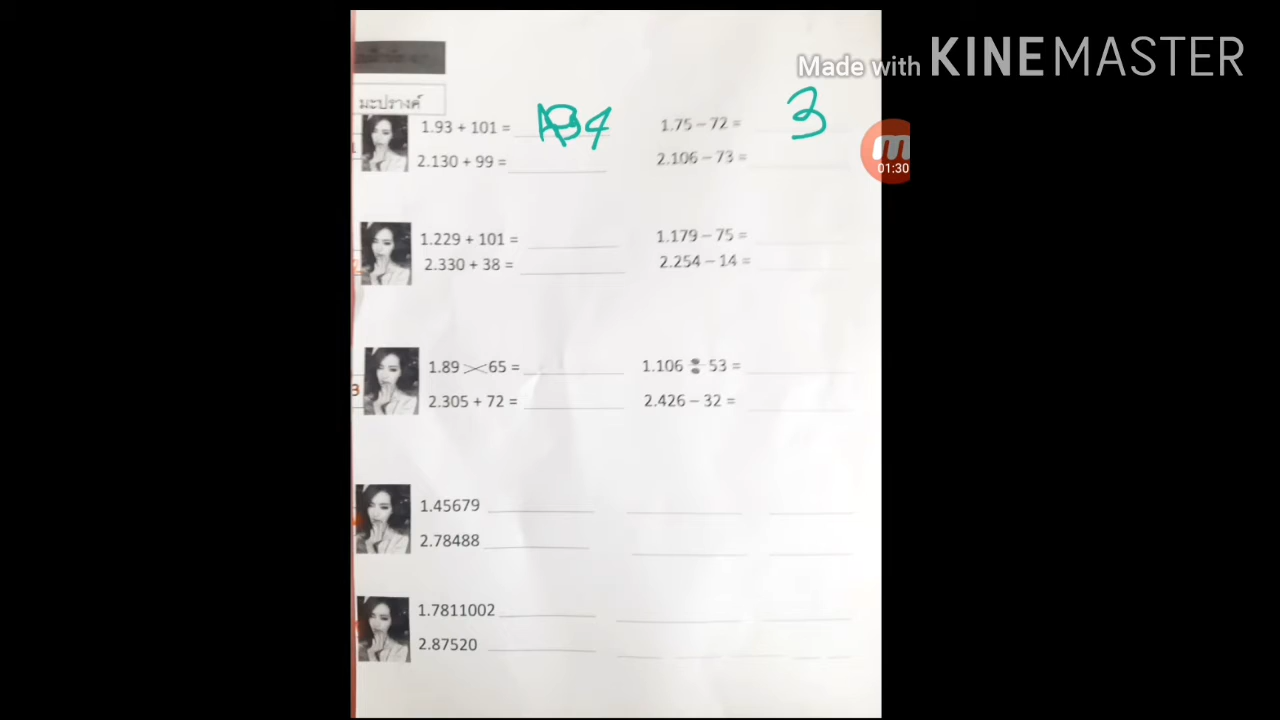 Made with KINEMASTER
มะปรางค์
1.93 + 101 = 1.75 – 72 = 3
2.130 + 99 = 2.106 – 73 =
01:30
1.229 + 101 = 1.179 – 75 =
2.330 + 38 = 2.254 – 14 =
3
1.89 × 65 = 1.106 ÷ 53 =
2.305 + 72 = 2.426 – 32 =
1.45679
2.78488
1.7811002
2.87520